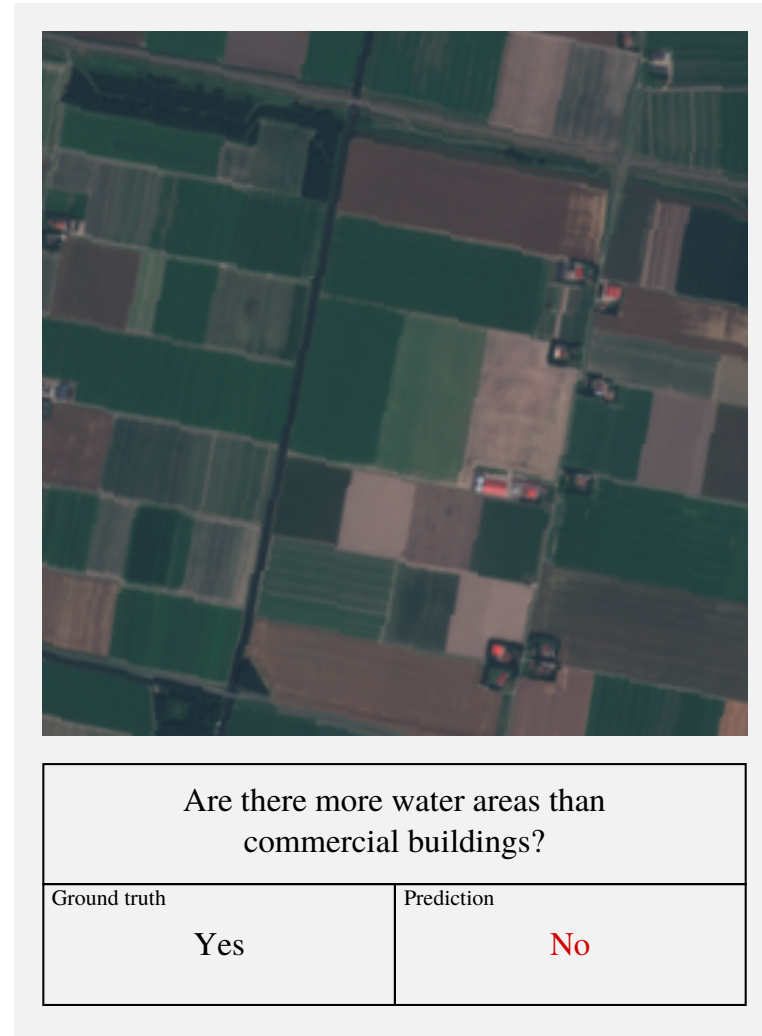 Are there more water areas than
commercial buildings?
Ground truth
Prediction
Yes
No